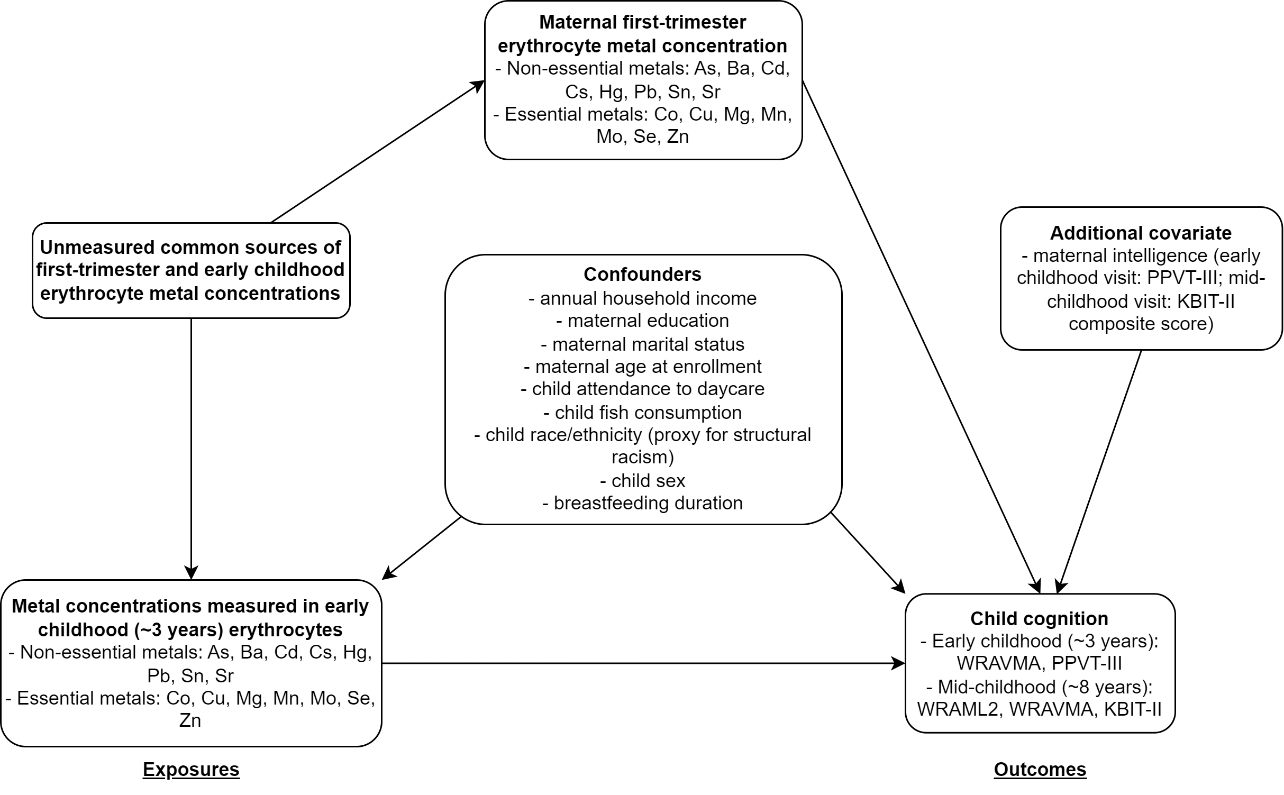 Maternal first-trimester
erythrocyte metal concentration
- Non-essential metals: As, Ba, Cd,
Cs, Hg, Pb, Sn, Sr
- Essential metals: Co, Cu, Mg, Mn,
Mo, Se, Zn
Unmeasured common sources of
first-trimester and early childhood
erythrocyte metal concentrations
Confounders
- annual household income
- maternal education
- maternal marital status
- maternal age at enrollment
- child attendance to daycare
- child fish consumption
- child race/ethnicity (proxy for structural
racism)
- child sex
- breastfeeding duration
Additional covariate
- maternal intelligence (early
childhood visit: PPVT-III; mid-
childhood visit: KBIT-II
composite score)
Metal concentrations measured in early
childhood (~3 years) erythrocytes
- Non-essential metals: As, Ba, Cd, Cs, Hg,
Pb, Sn, Sr
- Essential metals: Co, Cu, Mg, Mn, Mo, Se,
Zn
Exposures
Child cognition
- Early childhood (~3 years):
WRAVMA, PPVT-III
- Mid-childhood (~8 years):
WRAML2, WRAVMA, KBIT-II
Outcomes